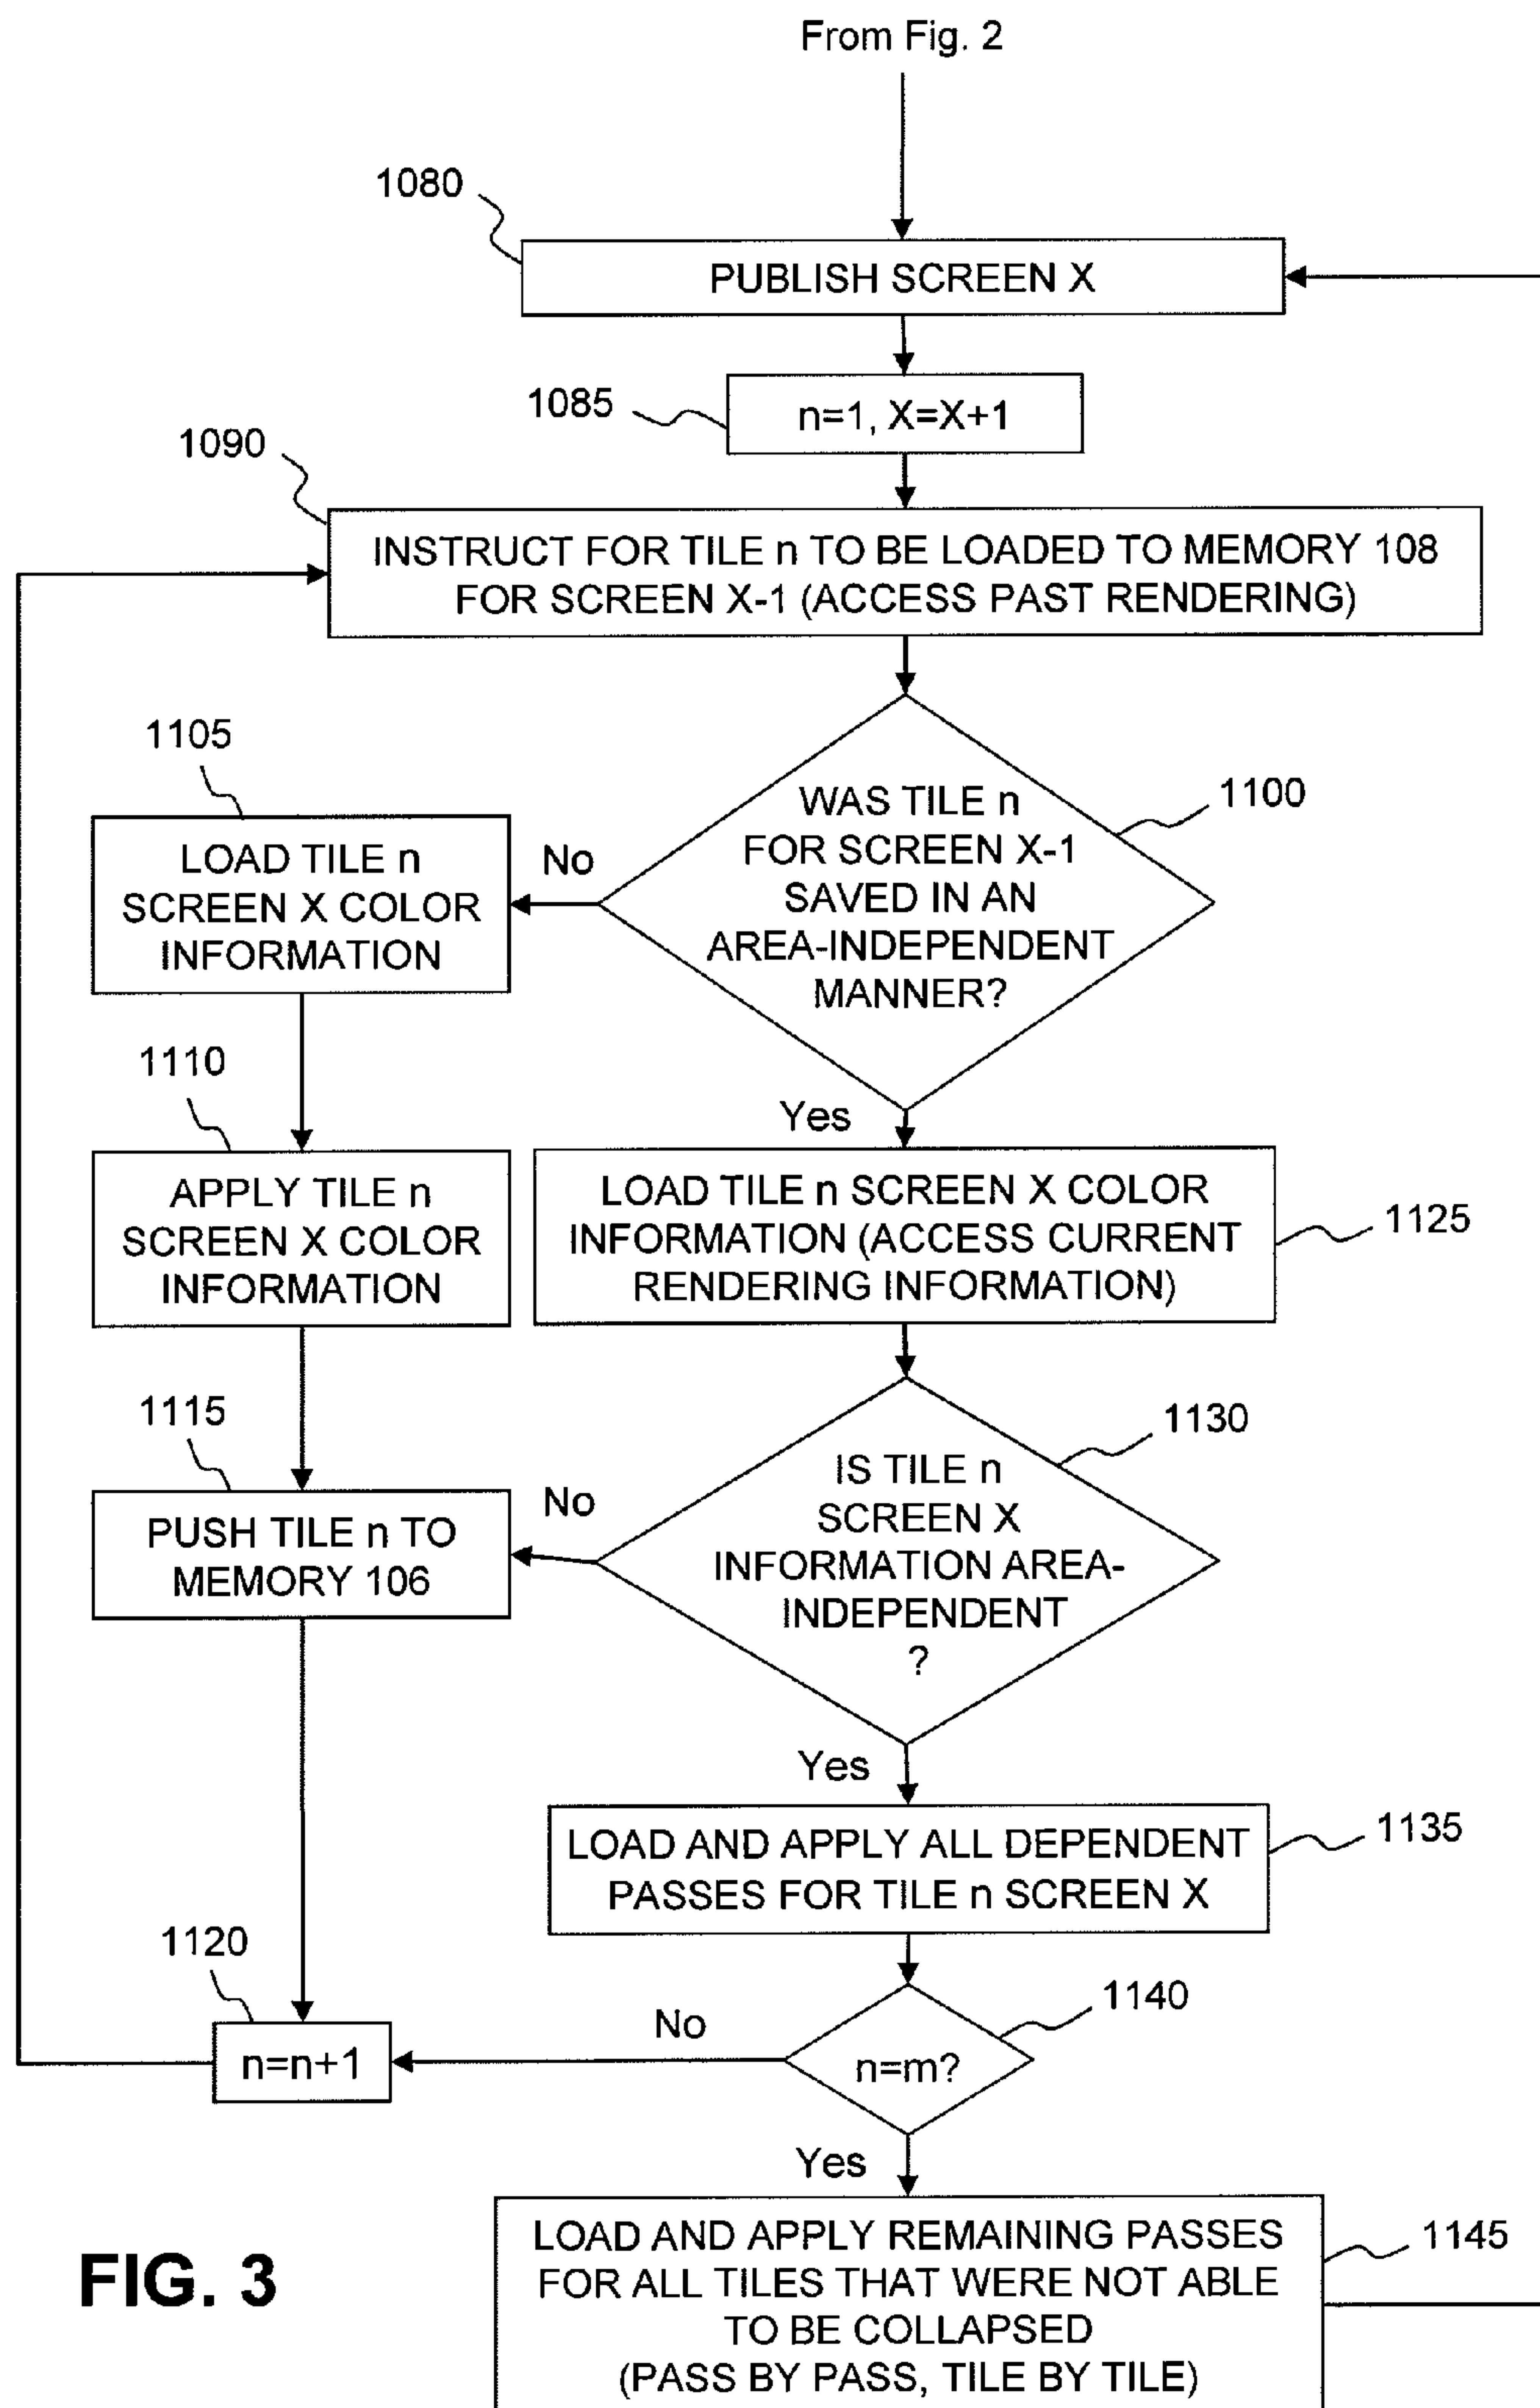 From Fig. 2
1080
PUBLISH SCREEN X
1085
n=1, X=X+1
1090
INSTRUCT FOR TILE n TO BE LOADED TO MEMORY 108
FOR SCREEN X-1 (ACCESS PAST RENDERING)
1100
WAS TILE n
FOR SCREEN X-1
SAVED IN AN
AREA-INDEPENDENT
MANNER?
No
1105
LOAD TILE n
SCREEN X COLOR
INFORMATION
1110
APPLY TILE n
SCREEN X COLOR
INFORMATION
Yes
LOAD TILE n SCREEN X COLOR
INFORMATION (ACCESS CURRENT
RENDERING INFORMATION)
1125
1115
PUSH TILE n TO
MEMORY 106
No
1130
IS TILE n
SCREEN X
INFORMATION AREA-
INDEPENDENT
?
Yes
LOAD AND APPLY ALL DEPENDENT
PASSES FOR TILE n SCREEN X
1135
1120
n=n+1
No
1140
n=m?
Yes
LOAD AND APPLY REMAINING PASSES
FOR ALL TILES THAT WERE NOT ABLE
TO BE COLLAPSED
(PASS BY PASS, TILE BY TILE)
1145
FIG. 3